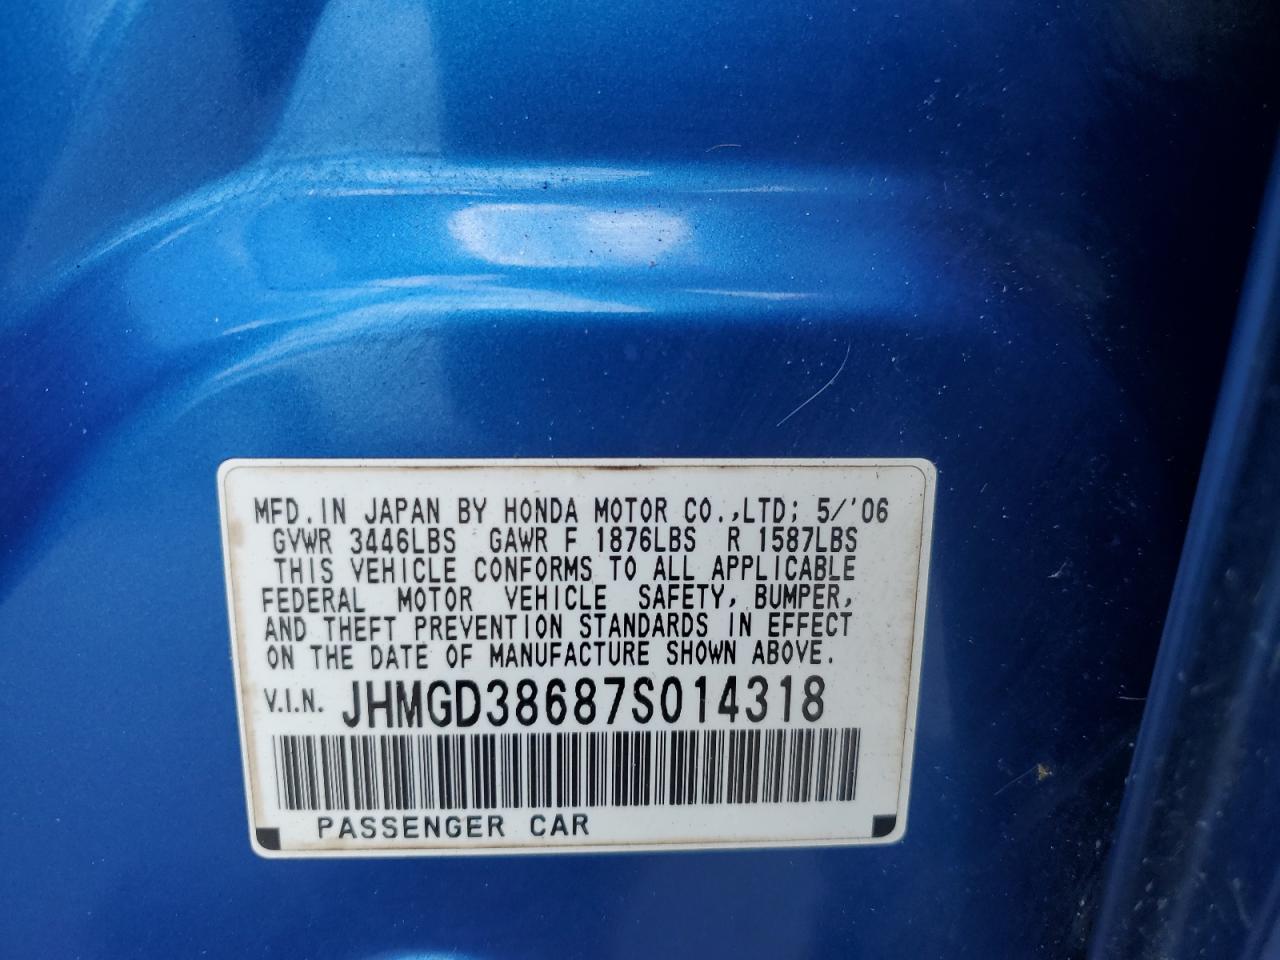 MFD. IN JAPAN BY HONDA MOTOR CO.,LTD; 5/'06
GVWR 3446LBS GAWR F 1876LBS R 1587LBS
THIS VEHICLE CONFORMS TO ALL APPLICABLE
FEDERAL MOTOR VEHICLE SAFETY, BUMPER,
AND THEFT PREVENTION STANDARDS IN EFFECT
ON THE DATE OF MANUFACTURE SHOWN ABOVE.
V.I.N. JHMGD38687S014318
PASSENGER CAR